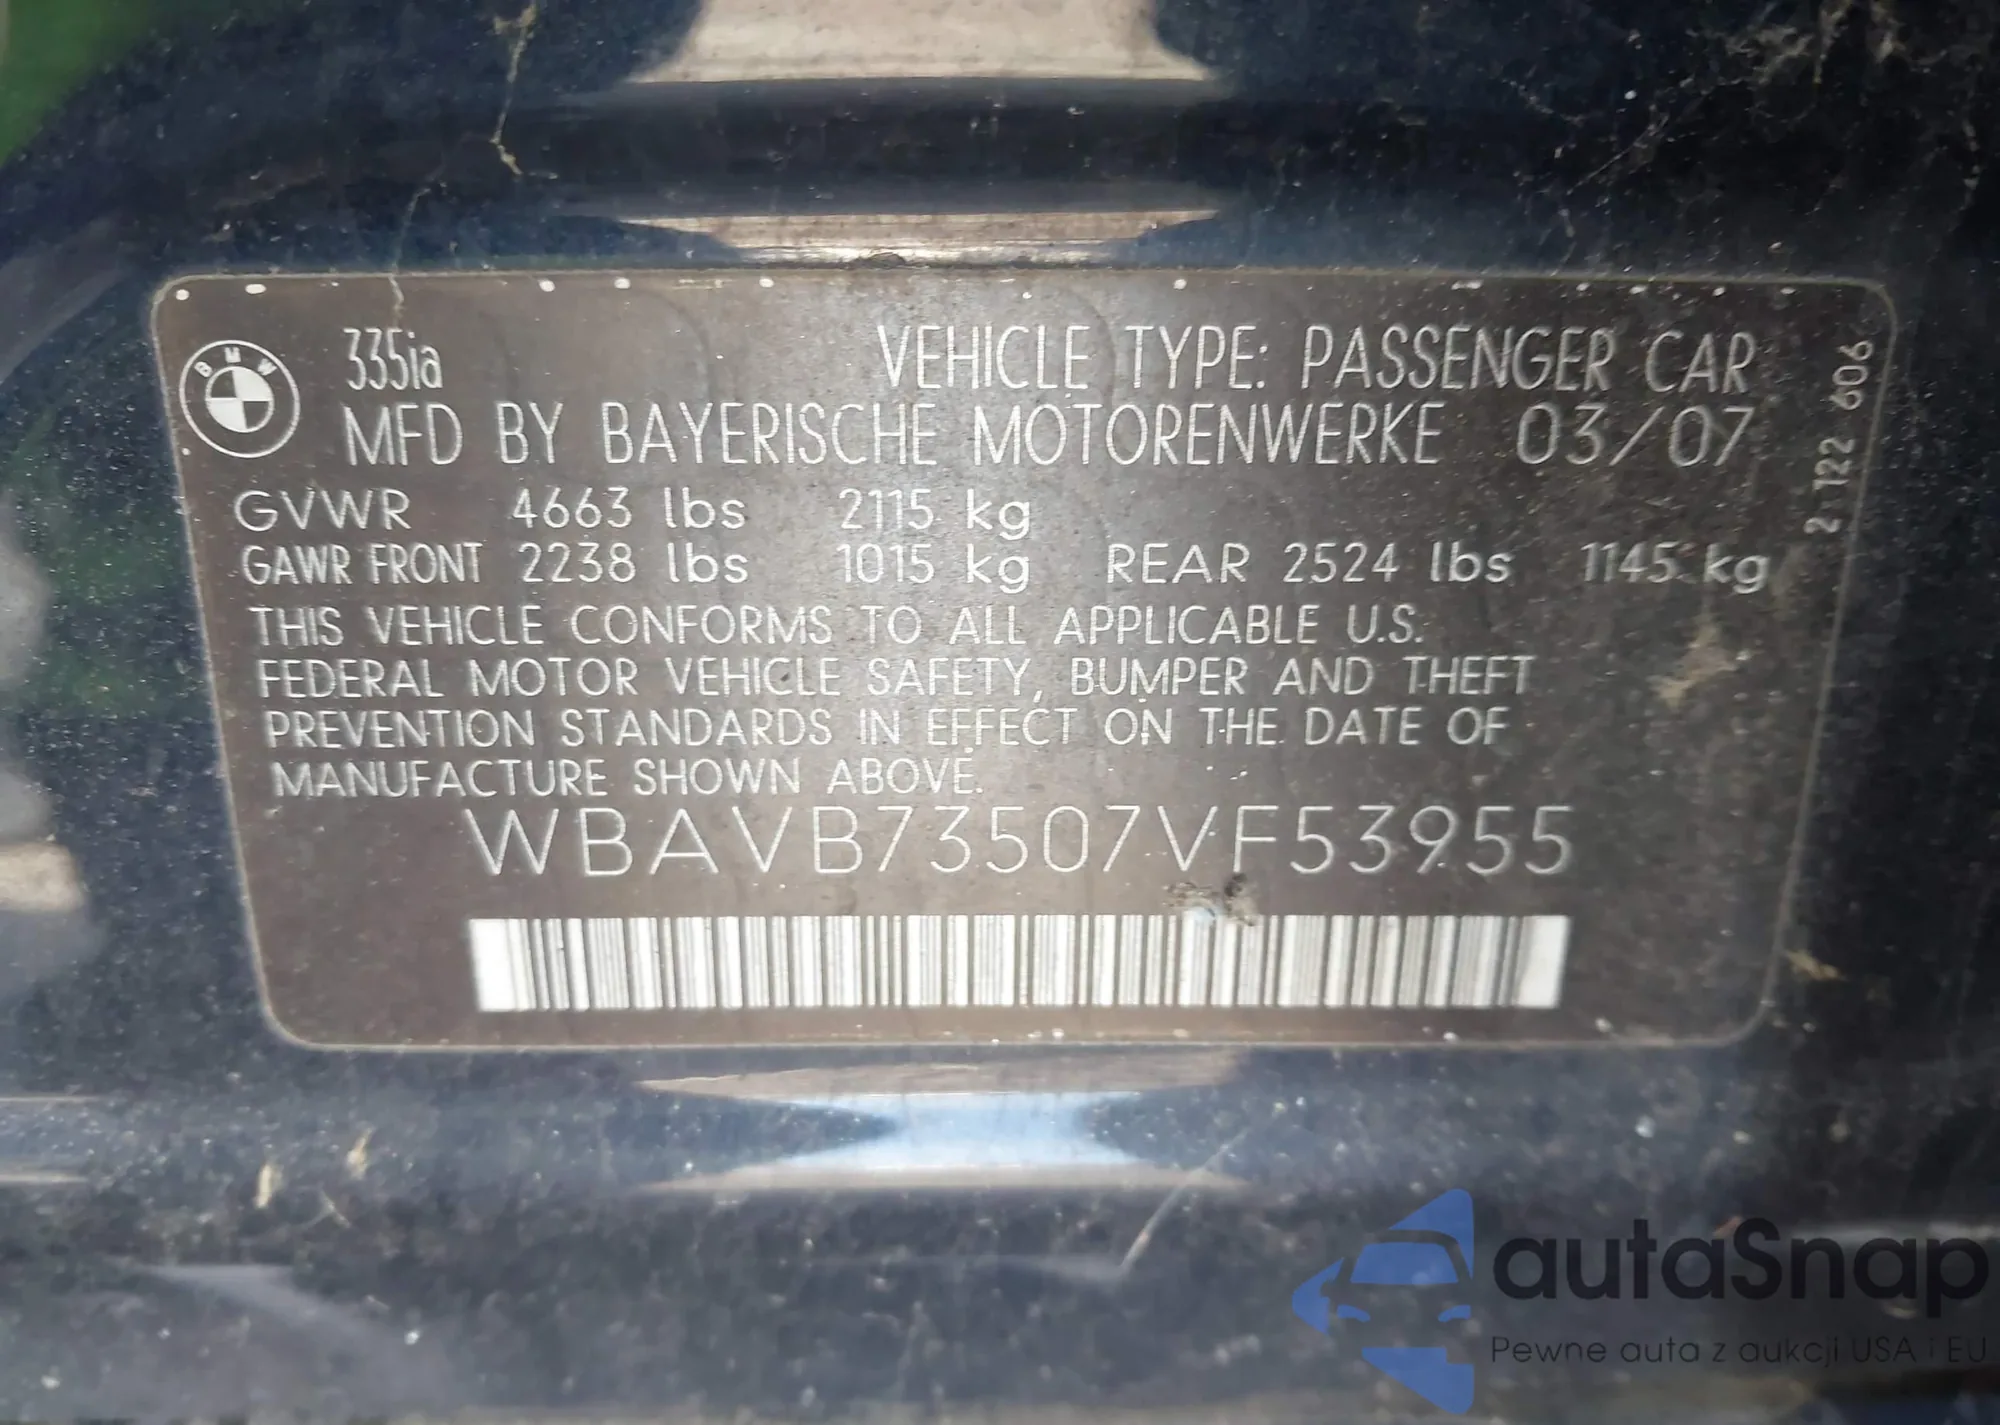 BMW
335ia VEHICLE TYPE: PASSENGER CAR
MFD BY BAYERISCHE MOTORENWERKE 03/07
GVWR 4663 lbs 2115 kg
GAWR FRONT 2238 lbs 1015 kg REAR 2524 lbs 1145 kg
THIS VEHICLE CONFORMS TO ALL APPLICABLE U.S.
FEDERAL MOTOR VEHICLE SAFETY, BUMPER AND THEFT
PREVENTION STANDARDS IN EFFECT ON THE DATE OF
MANUFACTURE SHOWN ABOVE.
WBAVB73507VF53955
2 122 606
autaSnap
Pewne auta z aukcji USA i EU